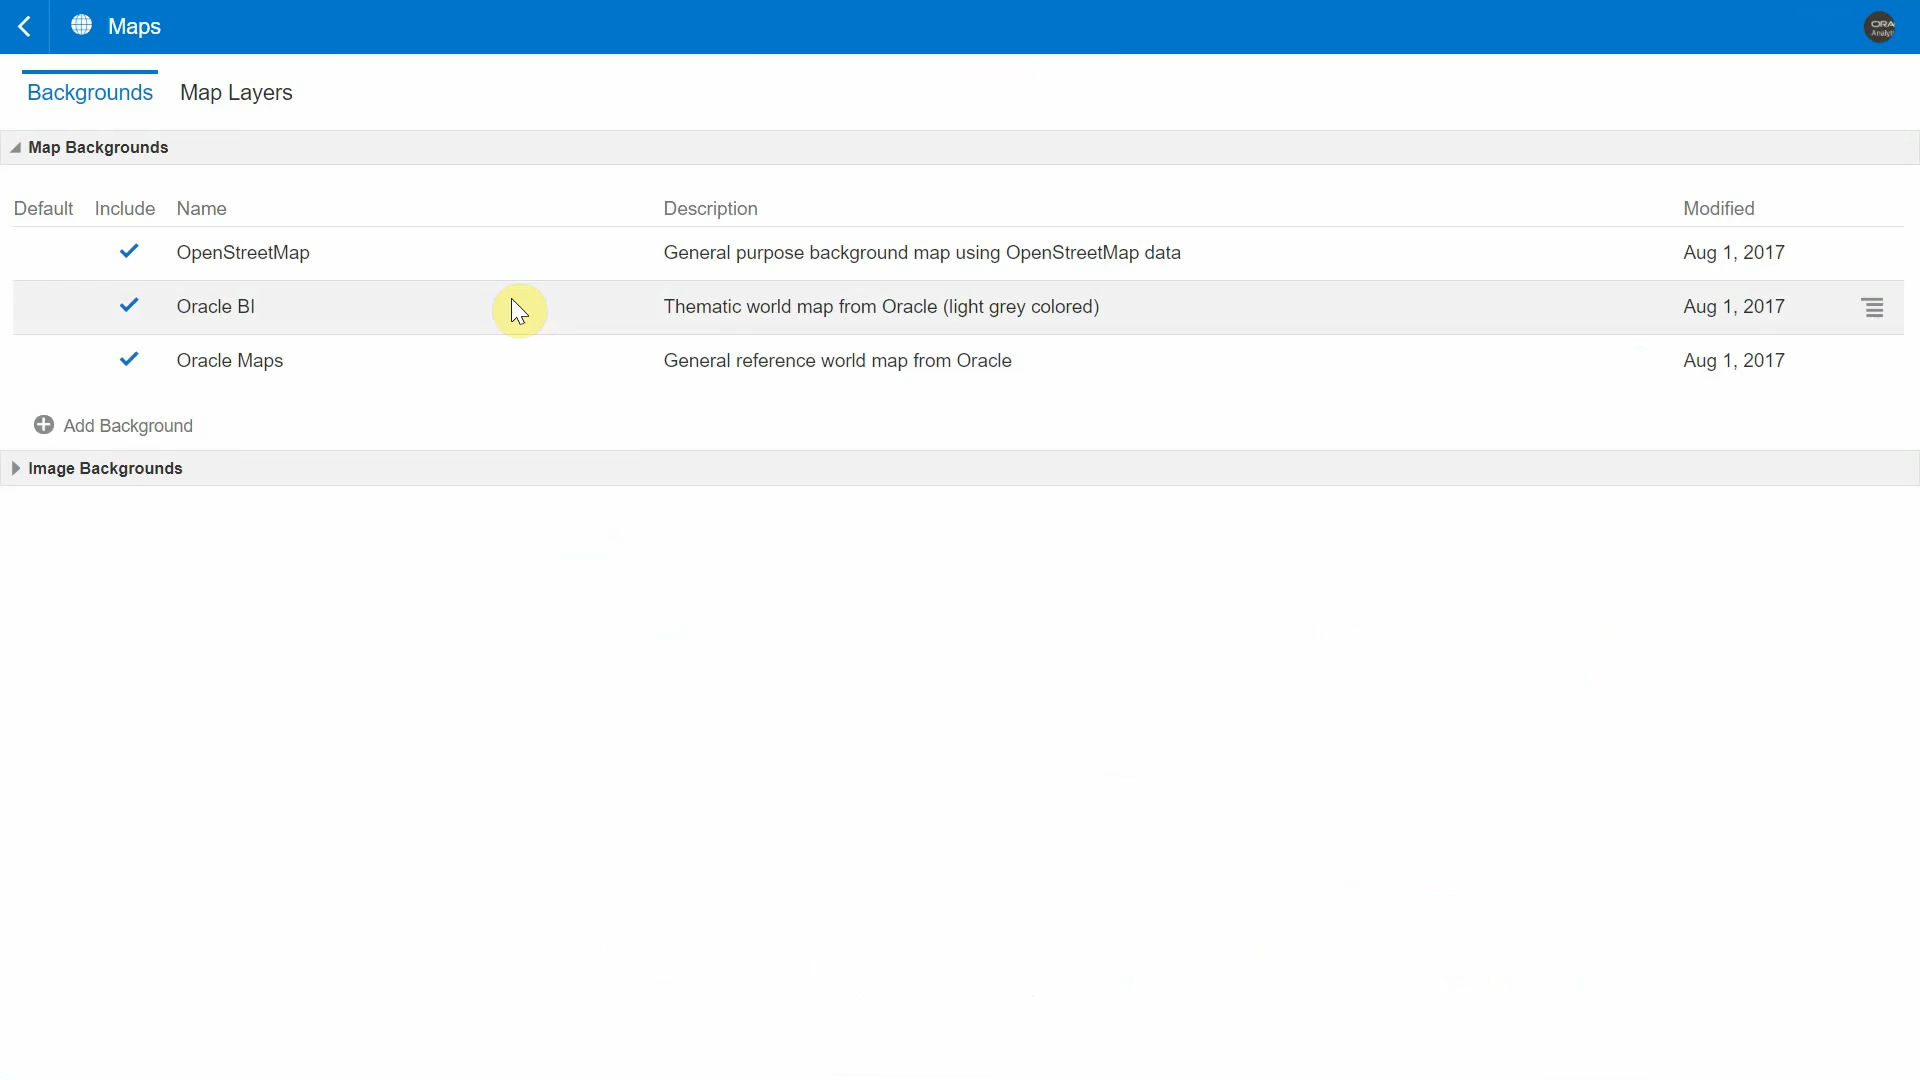 Maps
ORA
Analyt
Backgrounds Map Layers
Map Backgrounds
Default Include Name Description Modified
OpenStreetMap General purpose background map using OpenStreetMap data Aug 1, 2017
Oracle BI Thematic world map from Oracle (light grey colored) Aug 1, 2017
Oracle Maps General reference world map from Oracle Aug 1, 2017
Add Background
Image Backgrounds